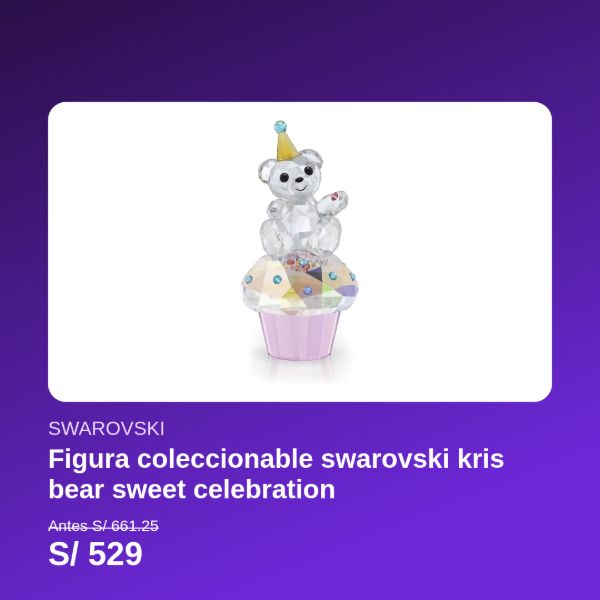 SWAROVSKI
Figura coleccionable swarovski kris
bear sweet celebration
Antes S/ 661.25
S/ 529